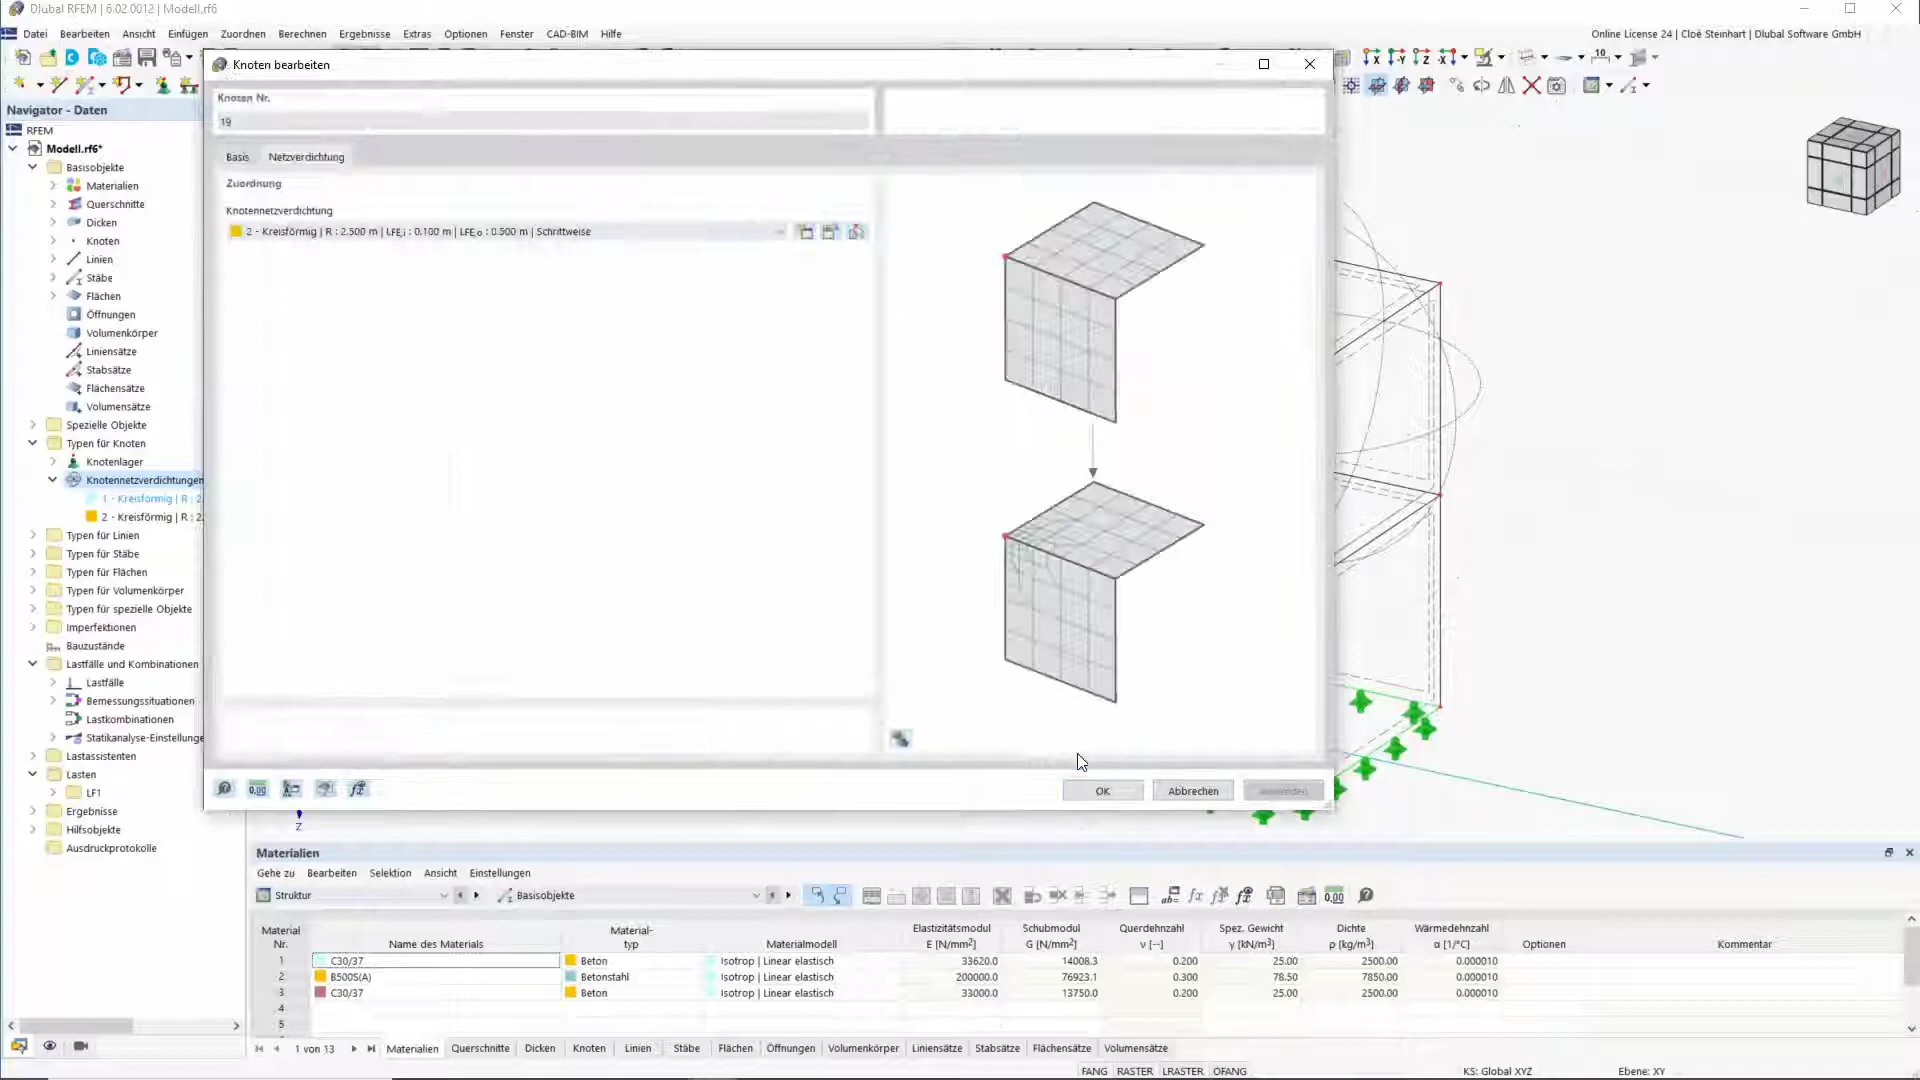 Dlubal RFEM | 6.02.0012 | Modell.rf6
Datei Bearbeiten Ansicht Einfügen Zuordnen Berechnen Ergebnisse Extras Optionen Fenster CAD-BIM Hilfe
Online License 24 | Cloé Steinhart | Dlubal Software GmbH
Navigator - Daten
RFEM
Modell.rf6*
Basisobjekte
Materialien
Querschnitte
Dicken
Knoten
Linien
Stäbe
Flächen
Öffnungen
Volumenkörper
Liniensätze
Stabsätze
Flächensätze
Volumensätze
Spezielle Objekte
Typen für Knoten
Knotenlager
Knotennetzverdichtungen
1 - Kreisförmig | R : 2
2 - Kreisförmig | R : 2
Typen für Linien
Typen für Stäbe
Typen für Flächen
Typen für Volumenkörper
Typen für spezielle Objekte
Imperfektionen
Bauzustände
Lastfälle und Kombinationen
Lastfälle
Bemessungssituationen
Lastkombinationen
Statikanalyse-Einstellunge
Lastassistenten
Lasten
LF1
Ergebnisse
Hilfsobjekte
Ausdruckprotokolle
Knoten bearbeiten
Knoten Nr.
19
Basis Netzverdichtung
Zuordnung
Knotennetzverdichtung
2 - Kreisförmig | R : 2.500 m | LFE,i : 0.100 m | LFE,o : 0.500 m | Schrittweise
OK Abbrechen Anwenden
Z
Materialien
Gehe zu Bearbeiten Selektion Ansicht Einstellungen
Struktur Basisobjekte
Material Nr. Name des Materials Material-typ Materialmodell Elastizitätsmodul E [N/mm²] Schubmodul G [N/mm²] Querdehnzahl ν [--] Spez. Gewicht γ [kN/m³] Dichte ρ [kg/m³] Wärmedehnzahl α [1/°C] Optionen Kommentar
1 C30/37 Beton Isotrop | Linear elastisch 33620.0 14008.3 0.200 25.00 2500.00 0.000010
2 B500S(A) Betonstahl Isotrop | Linear elastisch 200000.0 76923.1 0.300 78.50 7850.00 0.000010
3 C30/37 Beton Isotrop | Linear elastisch 33000.0 13750.0 0.200 25.00 2500.00 0.000010
4
5
1 von 13 Materialien Querschnitte Dicken Knoten Linien Stäbe Flächen Öffnungen Volumenkörper Liniensätze Stabsätze Flächensätze Volumensätze
FANG RASTER LRASTER OFANG KS: Global XYZ Ebene: XY